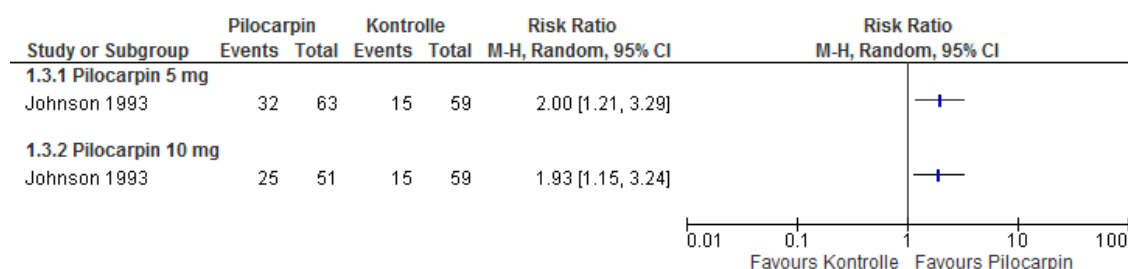 Pilocarpin Kontrolle Risk Ratio Risk Ratio
Study or Subgroup Events Total Events Total M-H, Random, 95% CI M-H, Random, 95% CI
1.3.1 Pilocarpin 5 mg
Johnson 1993 32 63 15 59 2.00 [1.21, 3.29]
1.3.2 Pilocarpin 10 mg
Johnson 1993 25 51 15 59 1.93 [1.15, 3.24]
0.01 0.1 1 10 100
Favours Kontrolle Favours Pilocarpin